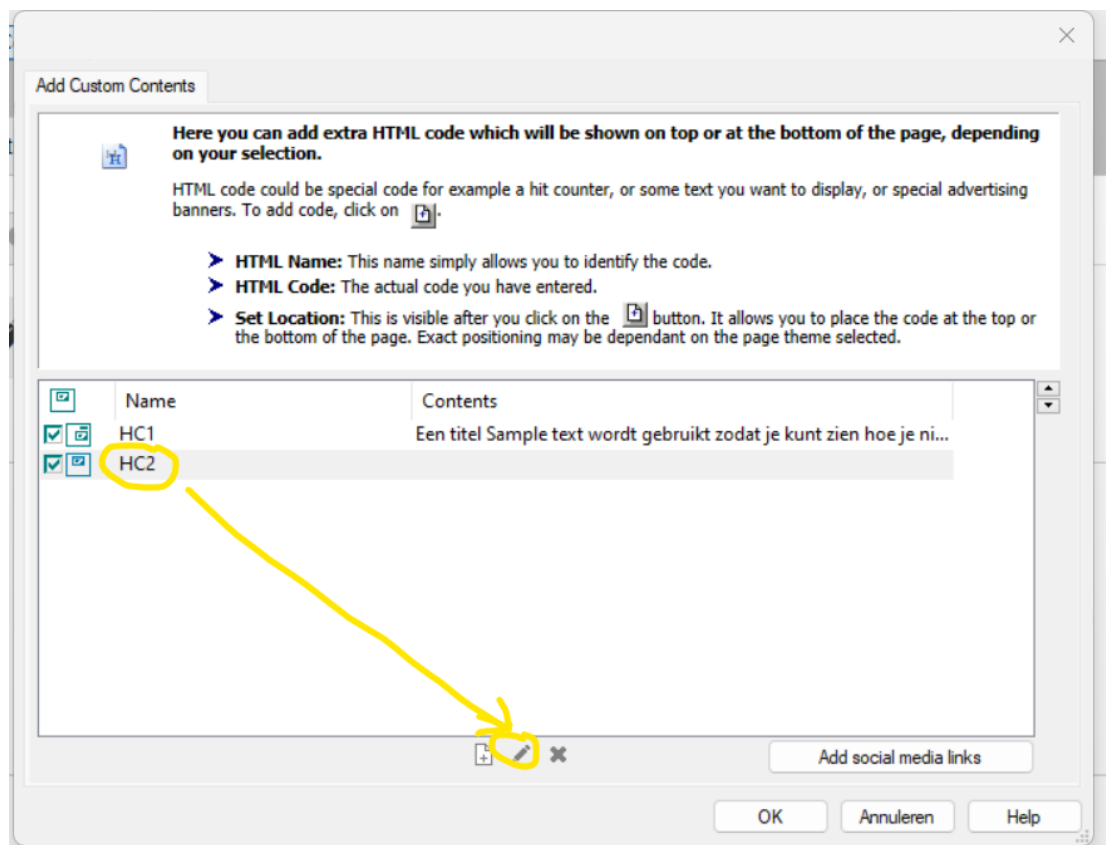 Add Custom Contents
Here you can add extra HTML code which will be shown on top or at the bottom of the page, depending
on your selection.
HTML code could be special code for example a hit counter, or some text you want to display, or special advertising
banners. To add code, click on .
HTML Name: This name simply allows you to identify the code.
HTML Code: The actual code you have entered.
Set Location: This is visible after you click on the button. It allows you to place the code at the top or
the bottom of the page. Exact positioning may be dependant on the page theme selected.
Name Contents
HC1 Een titel Sample text wordt gebruikt zodat je kunt zien hoe je ni...
HC2
Add social media links
OK Annuleren Help